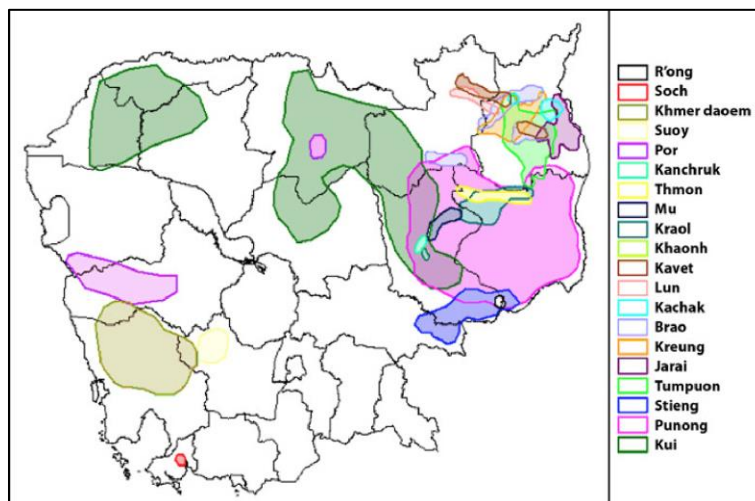 R'ong
Soch
Khmer daoem
Suoy
Por
Kanchruk
Thmon
Mu
Kraol
Khaonh
Kavet
Lun
Kachak
Brao
Kreung
Jarai
Tumpuon
Stieng
Punong
Kui